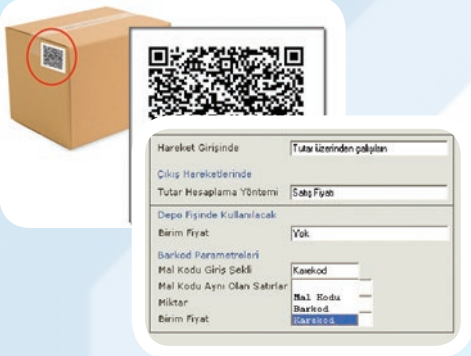 Hareket Girişinde Tutar üzerinden çalışılsın
Çıkış Hareketlerinde
Tutar Hesaplama Yöntemi Satış Fiyatı
Depo Fişinde Kullanılacak
Birim Fiyat Yok
Barkod Parametreleri
Mal Kodu Giriş Şekli Karekod
Mal Kodu Aynı Olan Satırlar
Mal Kodu
Miktar Barkod
Birim Fiyat Karekod